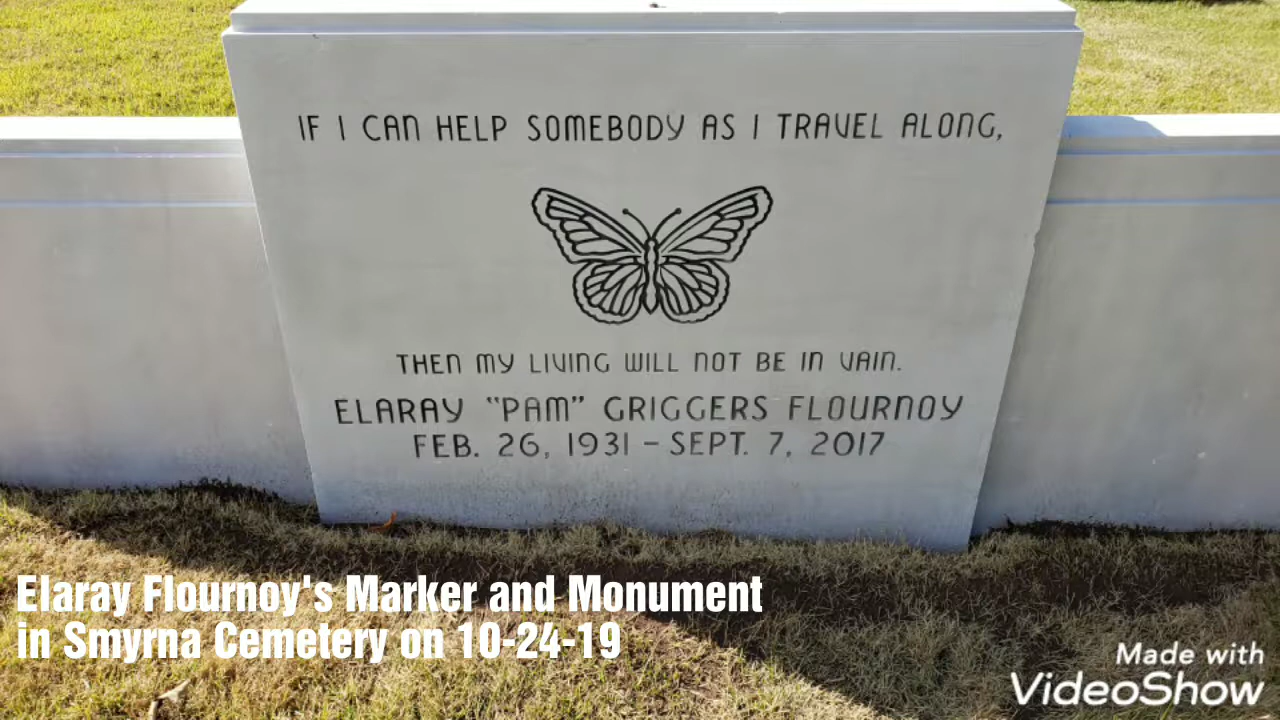 IF I CAN HELP SOMEBODY AS I TRAVEL ALONG,
THEN MY LIVING WILL NOT BE IN VAIN.
ELARAY "PAM" GRIGGERS FLOURNOY
FEB. 26, 1931 – SEPT. 7, 2017
Elaray Flournoy's Marker and Monument
in Smyrna Cemetery on 10-24-19
Made with
VideoShow